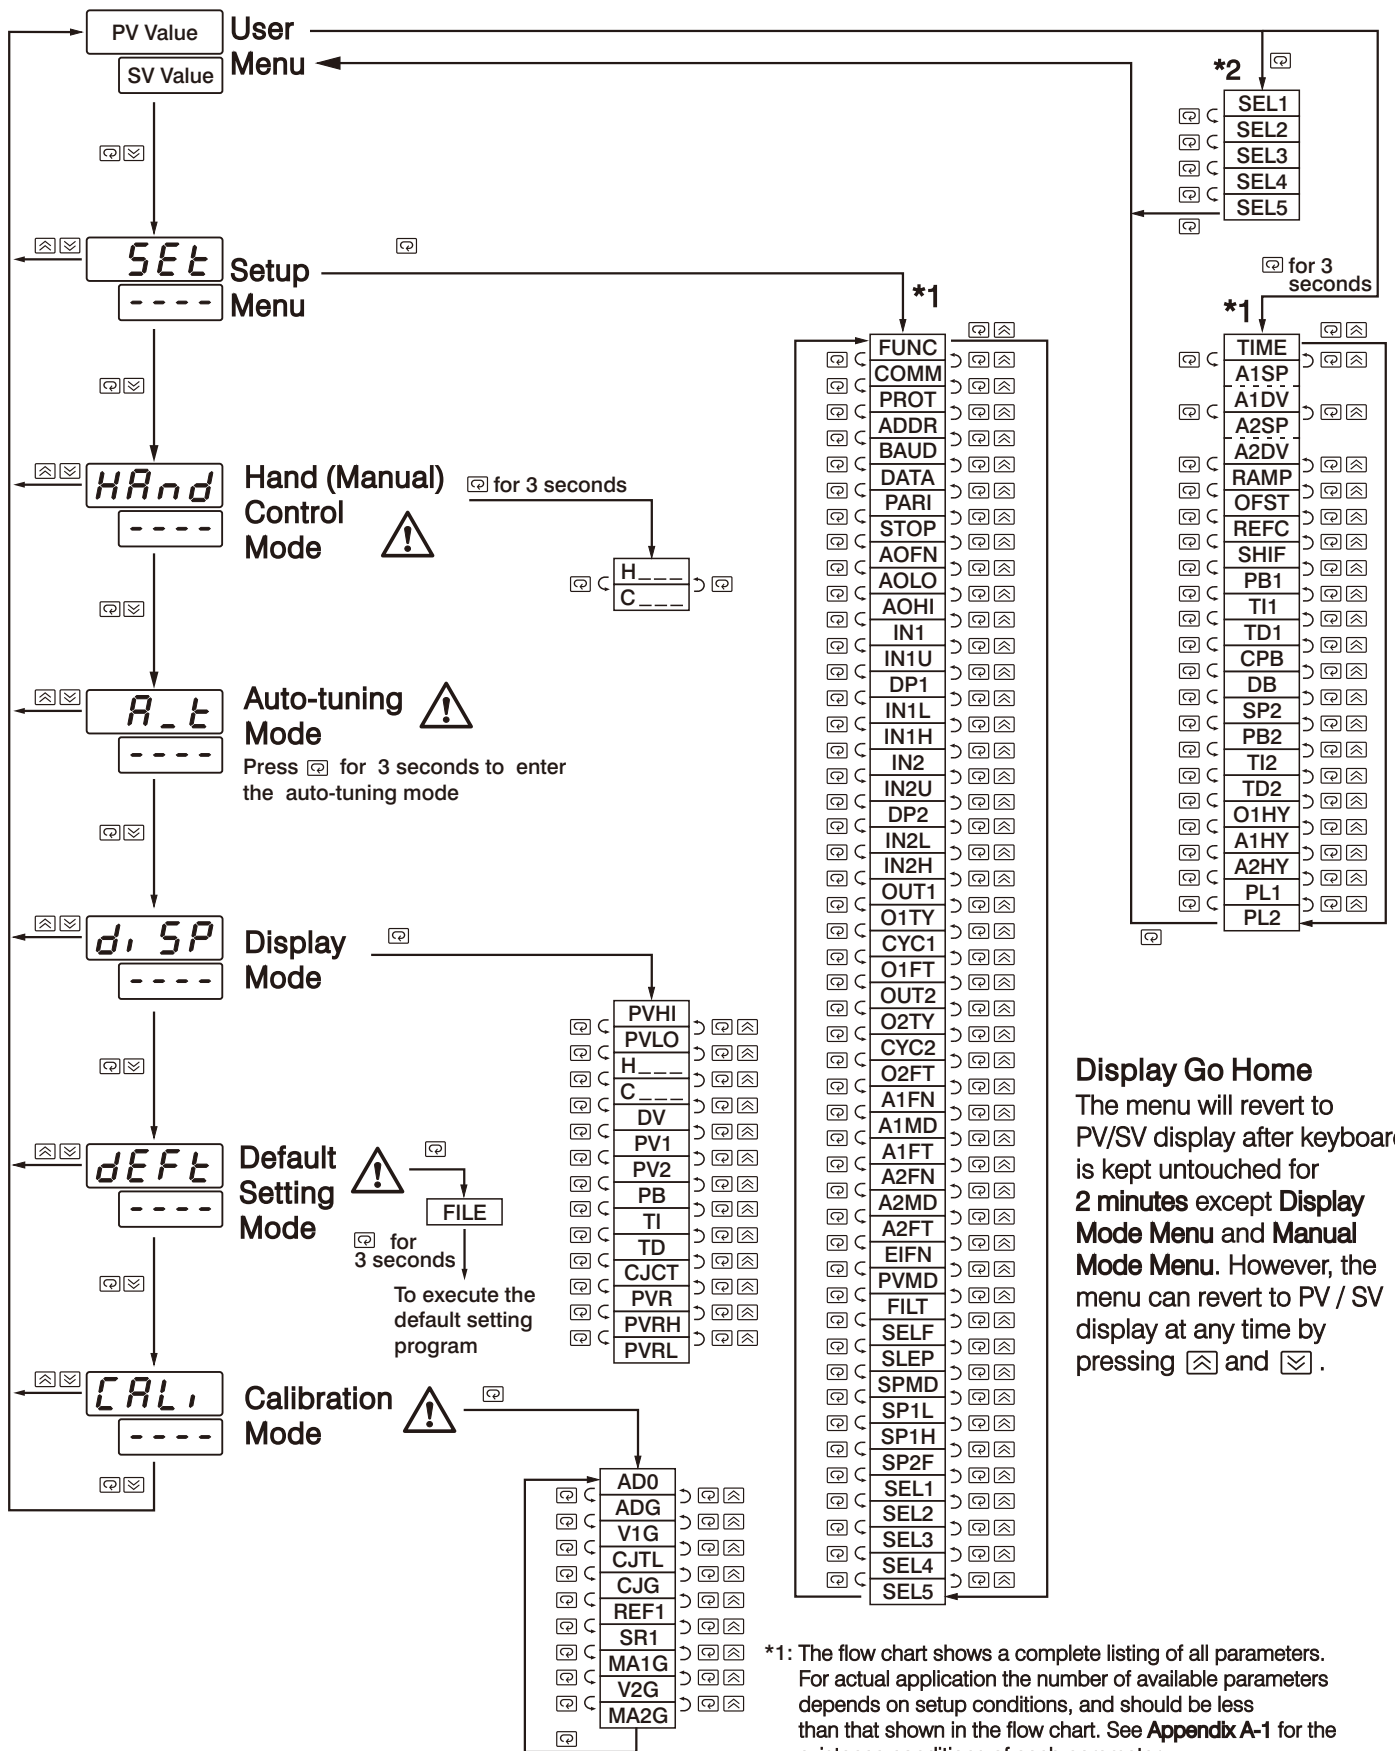 PV Value
SV Value
User
Menu
*2
SEL1
SEL2
SEL3
SEL4
SEL5
SEt
- - - -
Setup
Menu
*1
for 3
seconds
*1
TIME
A1SP
A1DV
A2SP
A2DV
RAMP
OFST
REFC
SHIF
PB1
TI1
TD1
CPB
DB
SP2
PB2
TI2
TD2
O1HY
A1HY
A2HY
PL1
PL2
FUNC
COMM
PROT
ADDR
BAUD
DATA
PARI
STOP
AOFN
AOLO
AOHI
IN1
IN1U
DP1
IN1L
IN1H
IN2
IN2U
DP2
IN2L
IN2H
OUT1
O1TY
CYC1
O1FT
OUT2
O2TY
CYC2
O2FT
A1FN
A1MD
A1FT
A2FN
A2MD
A2FT
EIFN
PVMD
FILT
SELF
SLEP
SPMD
SP1L
SP1H
SP2F
SEL1
SEL2
SEL3
SEL4
SEL5
HAnd
- - - -
Hand (Manual)
Control
Mode
for 3 seconds
H_ _ _
C_ _ _
A_t
- - - -
Auto-tuning
Mode
Press for 3 seconds to enter
the auto-tuning mode
di SP
- - - -
Display
Mode
PVHI
PVLO
H_ _ _
C_ _ _
DV
PV1
PV2
PB
TI
TD
CJCT
PVR
PVRH
PVRL
dEFt
- - - -
Default
Setting
Mode
FILE
for
3 seconds
To execute the
default setting
program
CALi
- - - -
Calibration
Mode
AD0
ADG
V1G
CJTL
CJG
REF1
SR1
MA1G
V2G
MA2G
Display Go Home
The menu will revert to
PV/SV display after keyboard
is kept untouched for
2 minutes except Display
Mode Menu and Manual
Mode Menu. However, the
menu can revert to PV / SV
display at any time by
pressing and .
*1: The flow chart shows a complete listing of all parameters.
For actual application the number of available parameters
depends on setup conditions, and should be less
than that shown in the flow chart. See Appendix A-1 for the